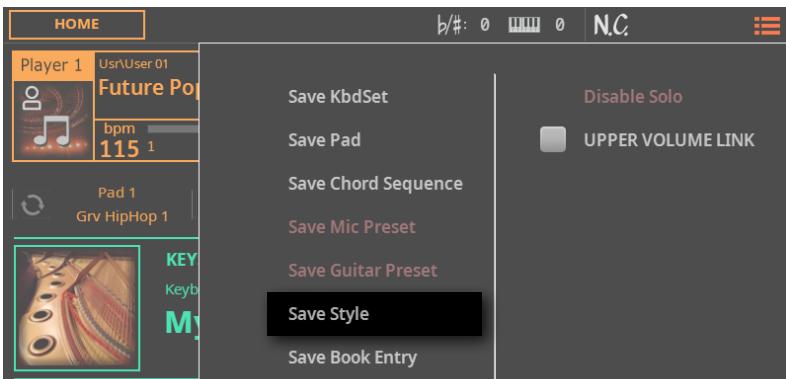 HOME
♭/#: 0
0
N.C.
Player 1
Usr\User 01
Future Pop
bpm
115 1
Pad 1
Grv HipHop 1
KEY
Keyb
My
Save KbdSet
Save Pad
Save Chord Sequence
Save Mic Preset
Save Guitar Preset
Save Style
Save Book Entry
Disable Solo
UPPER VOLUME LINK